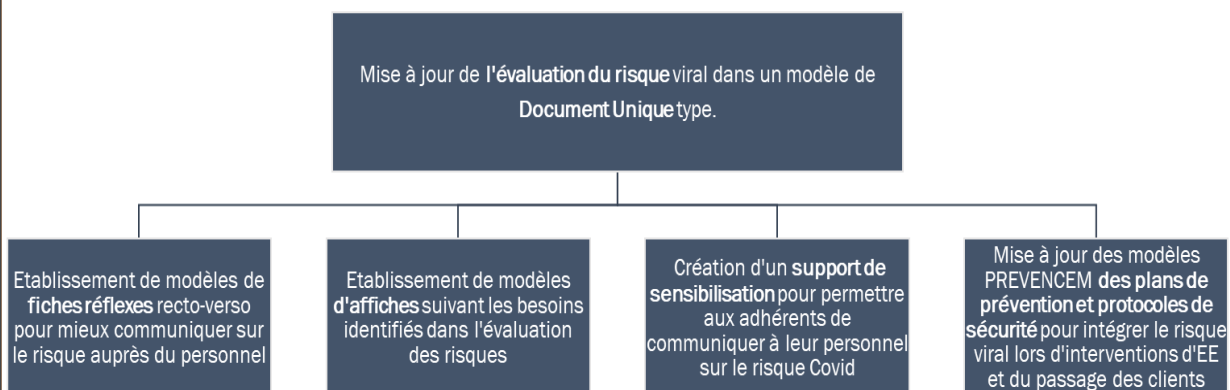 Mise à jour de l'évaluation du risque viral dans un modèle de
Document Unique type.
Etablissement de modèles de
fiches réflexes recto-verso
pour mieux communiquer sur
le risque auprès du personnel
Etablissement de modèles
d'affiches suivant les besoins
identifiés dans l'évaluation
des risques
Création d'un support de
sensibilisation pour permettre
aux adhérents de
communiquer à leur personnel
sur le risque Covid
Mise à jour des modèles
PREVENCEM des plans de
prévention et protocoles de
sécurité pour intégrer le risque
viral lors d'interventions d'EE
et du passage des clients